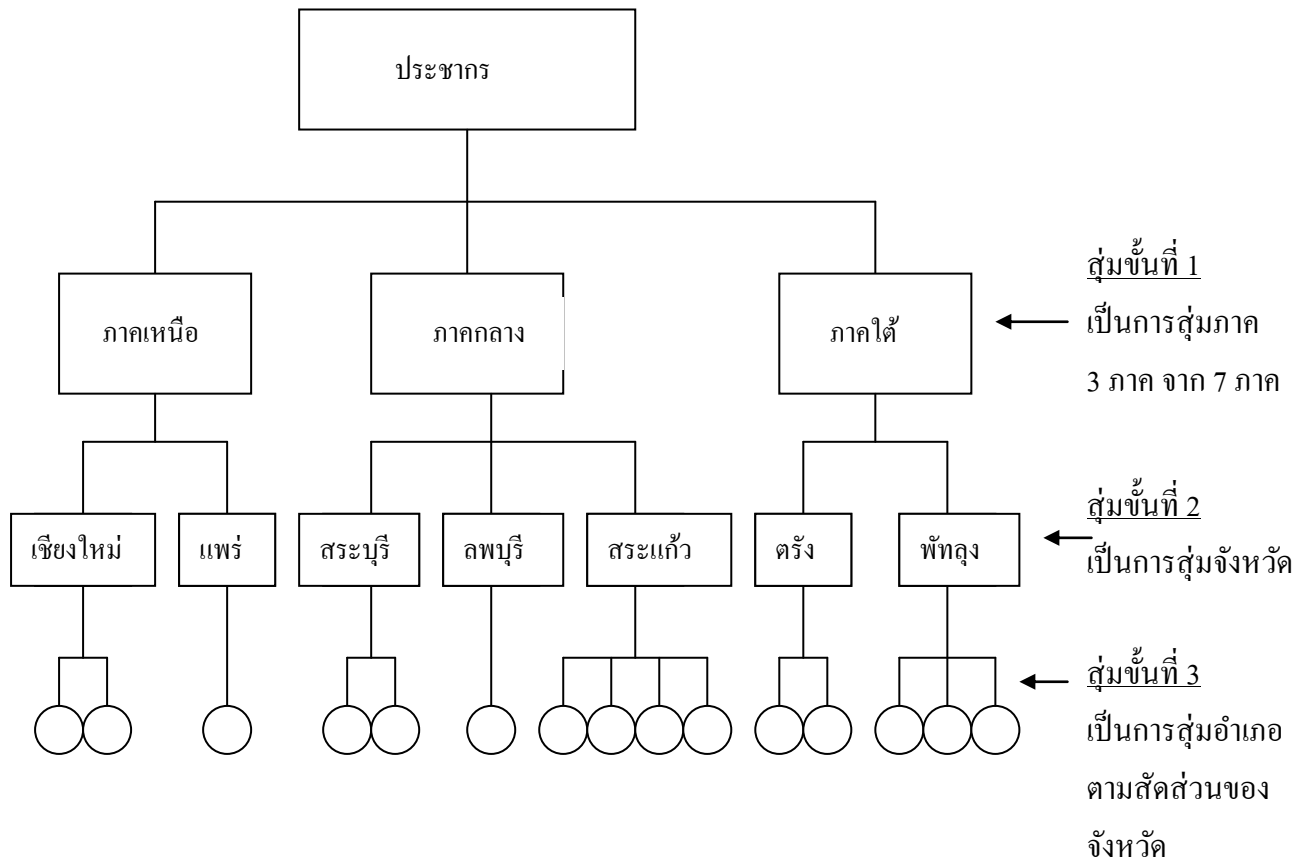 ประชากร
ภาคเหนือ
ภาคกลาง
ภาคใต้
สุ่มขั้นที่ 1
เป็นการสุ่มภาค
3 ภาค จาก 7 ภาค
เชียงใหม่
แพร่
สระบุรี
ลพบุรี
สระแก้ว
ตรัง
พัทลุง
สุ่มขั้นที่ 2
เป็นการสุ่มจังหวัด
สุ่มขั้นที่ 3
เป็นการสุ่มอำเภอ
ตามสัดส่วนของ
จังหวัด